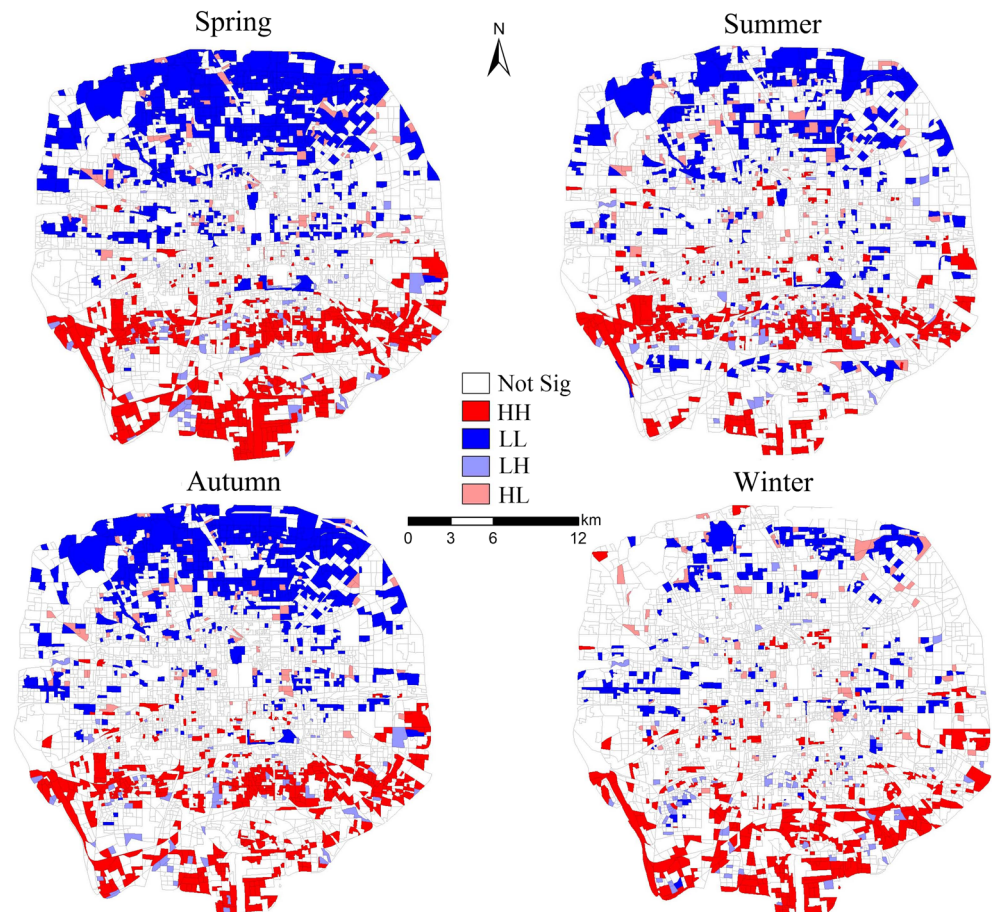 Spring
N
Summer
Not Sig
HH
LL
LH
HL
Autumn
Winter
km
0 3 6 12